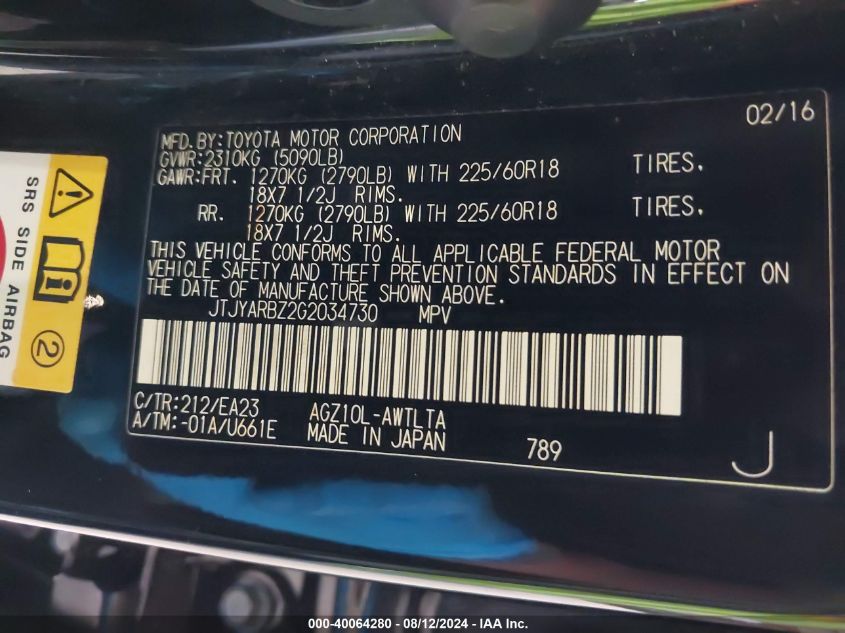 02/16
MFD.BY:TOYOTA MOTOR CORPORATION
GVWR:2310KG (5090LB)
GAWR:FRT. 1270KG (2790LB) WITH 225/60R18 TIRES.
18X7 1/2J RIMS.
RR. 1270KG (2790LB) WITH 225/60R18 TIRES.
18X7 1/2J RIMS.
THIS VEHICLE CONFORMS TO ALL APPLICABLE FEDERAL MOTOR
VEHICLE SAFETY AND THEFT PREVENTION STANDARDS IN EFFECT ON
THE DATE OF MANUFACTURE SHOWN ABOVE.
JTJYARBZ2G2034730 MPV
C/TR:212/EA23 AGZ10L-AWTLTA
A/TM:-01A/U661E MADE IN JAPAN 789 J
SRS SIDE AIRBAG
2
000-40064280 - 08/12/2024 - IAA Inc.